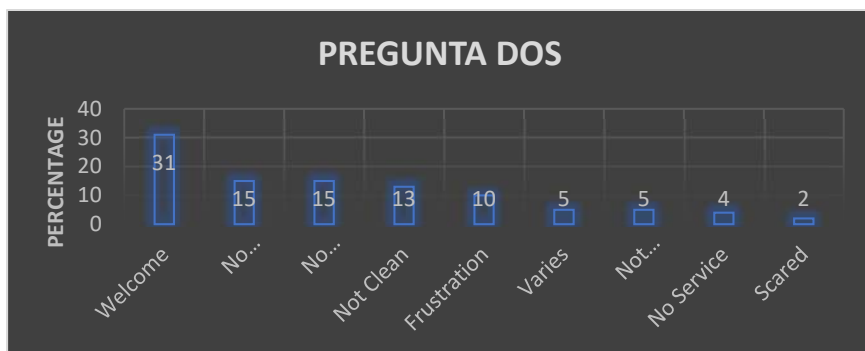 PREGUNTA DOS
PERCENTAGE
40
30
20
10
0
31
15
15
13
10
5
5
4
2
Welcome
No...
No...
Not Clean
Frustration
Varies
Not...
No Service
Scared